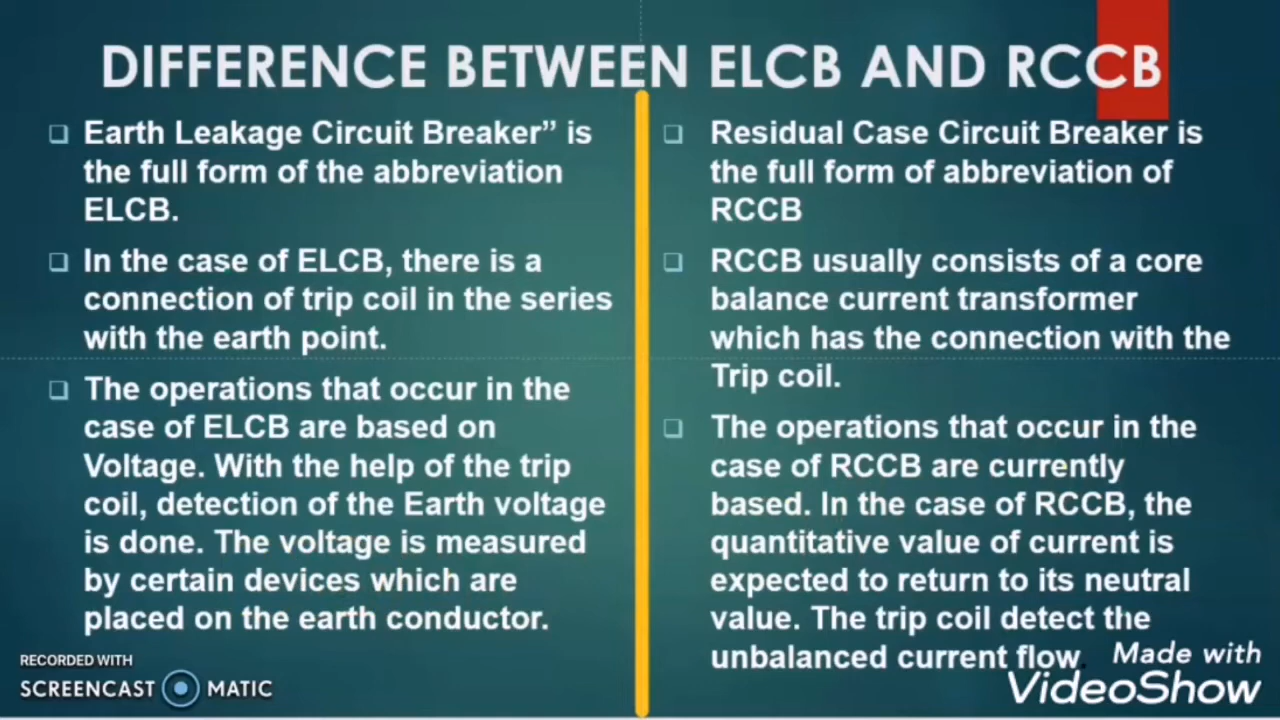 DIFFERENCE BETWEEN ELCB AND RCCB
Earth Leakage Circuit Breaker” is
the full form of the abbreviation
ELCB.
In the case of ELCB, there is a
connection of trip coil in the series
with the earth point.
The operations that occur in the
case of ELCB are based on
Voltage. With the help of the trip
coil, detection of the Earth voltage
is done. The voltage is measured
by certain devices which are
placed on the earth conductor.
Residual Case Circuit Breaker is
the full form of abbreviation of
RCCB
RCCB usually consists of a core
balance current transformer
which has the connection with the
Trip coil.
The operations that occur in the
case of RCCB are currently
based. In the case of RCCB, the
quantitative value of current is
expected to return to its neutral
value. The trip coil detect the
unbalanced current flow.
RECORDED WITH
SCREENCAST MATIC
Made with
VideoShow